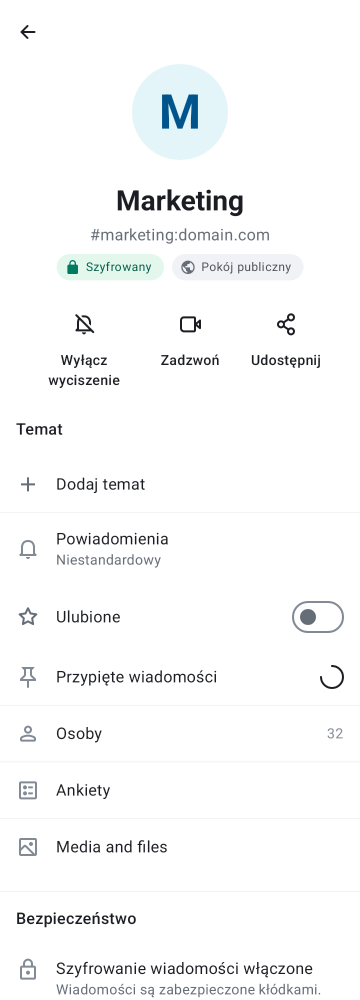 M
Marketing
#marketing:domain.com
Szyfrowany
Pokój publiczny
Wyłącz
wyciszenie
Zadzwoń
Udostępnij
Temat
Dodaj temat
Powiadomienia
Niestandardowy
Ulubione
Przypięte wiadomości
Osoby
32
Ankiety
Media and files
Bezpieczeństwo
Szyfrowanie wiadomości włączone
Wiadomości są zabezpieczone kłódkami.